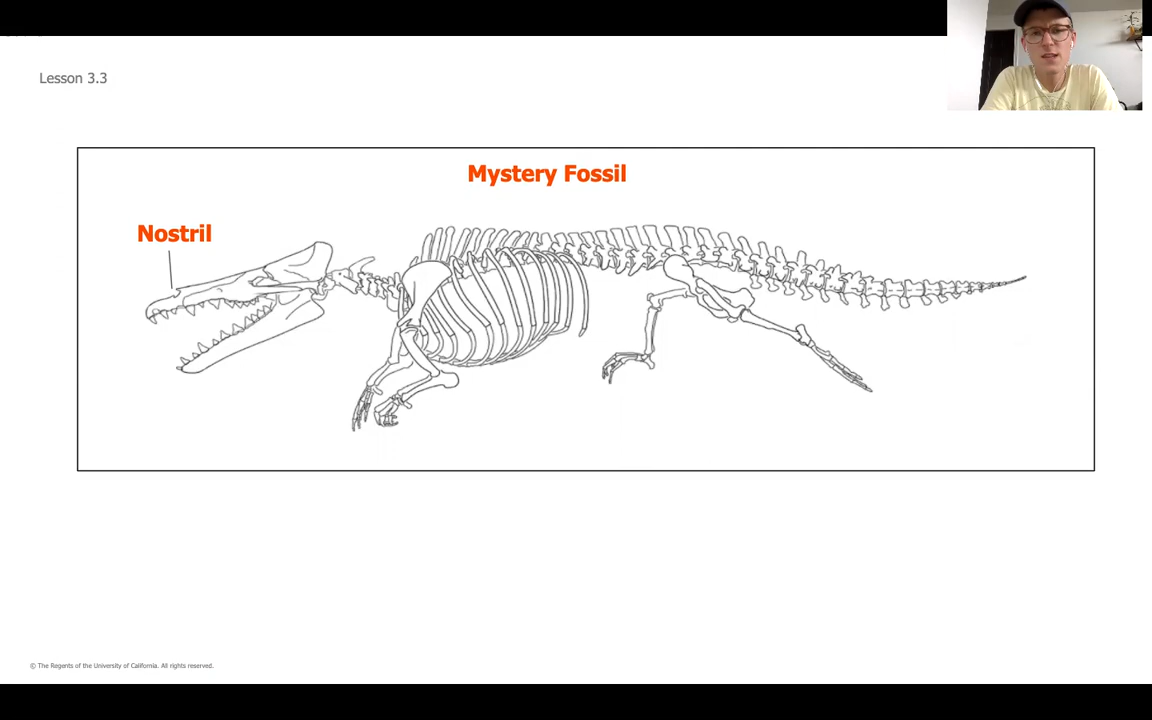 Lesson 3.3
Mystery Fossil
Nostril
© The Regents of the University of California. All rights reserved.